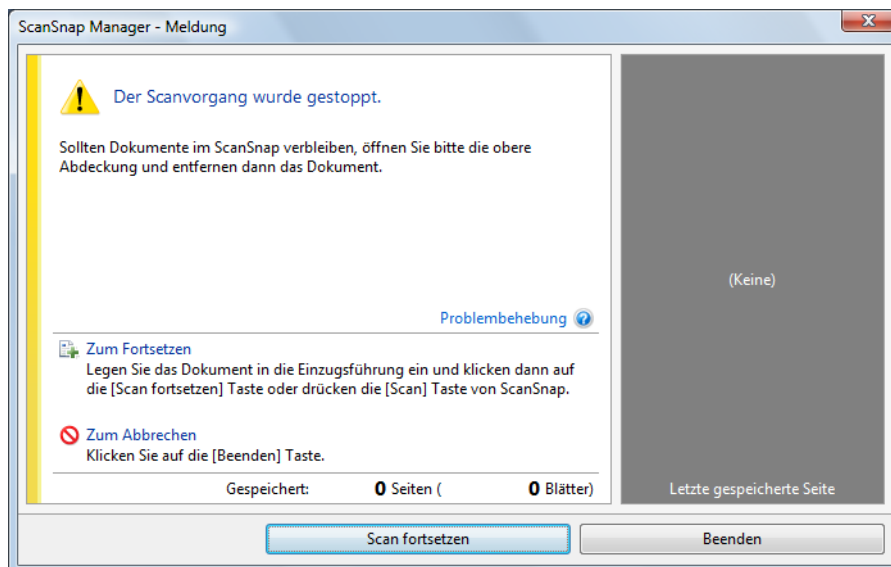 ScanSnap Manager - Meldung
Der Scanvorgang wurde gestoppt.
Sollten Dokumente im ScanSnap verbleiben, öffnen Sie bitte die obere
Abdeckung und entfernen dann das Dokument.
(Keine)
Problembehebung
Zum Fortsetzen
Legen Sie das Dokument in die Einzugsführung ein und klicken dann auf
die [Scan fortsetzen] Taste oder drücken die [Scan] Taste von ScanSnap.
Zum Abbrechen
Klicken Sie auf die [Beenden] Taste.
Gespeichert: 0 Seiten ( 0 Blätter)
Letzte gespeicherte Seite
Scan fortsetzen
Beenden